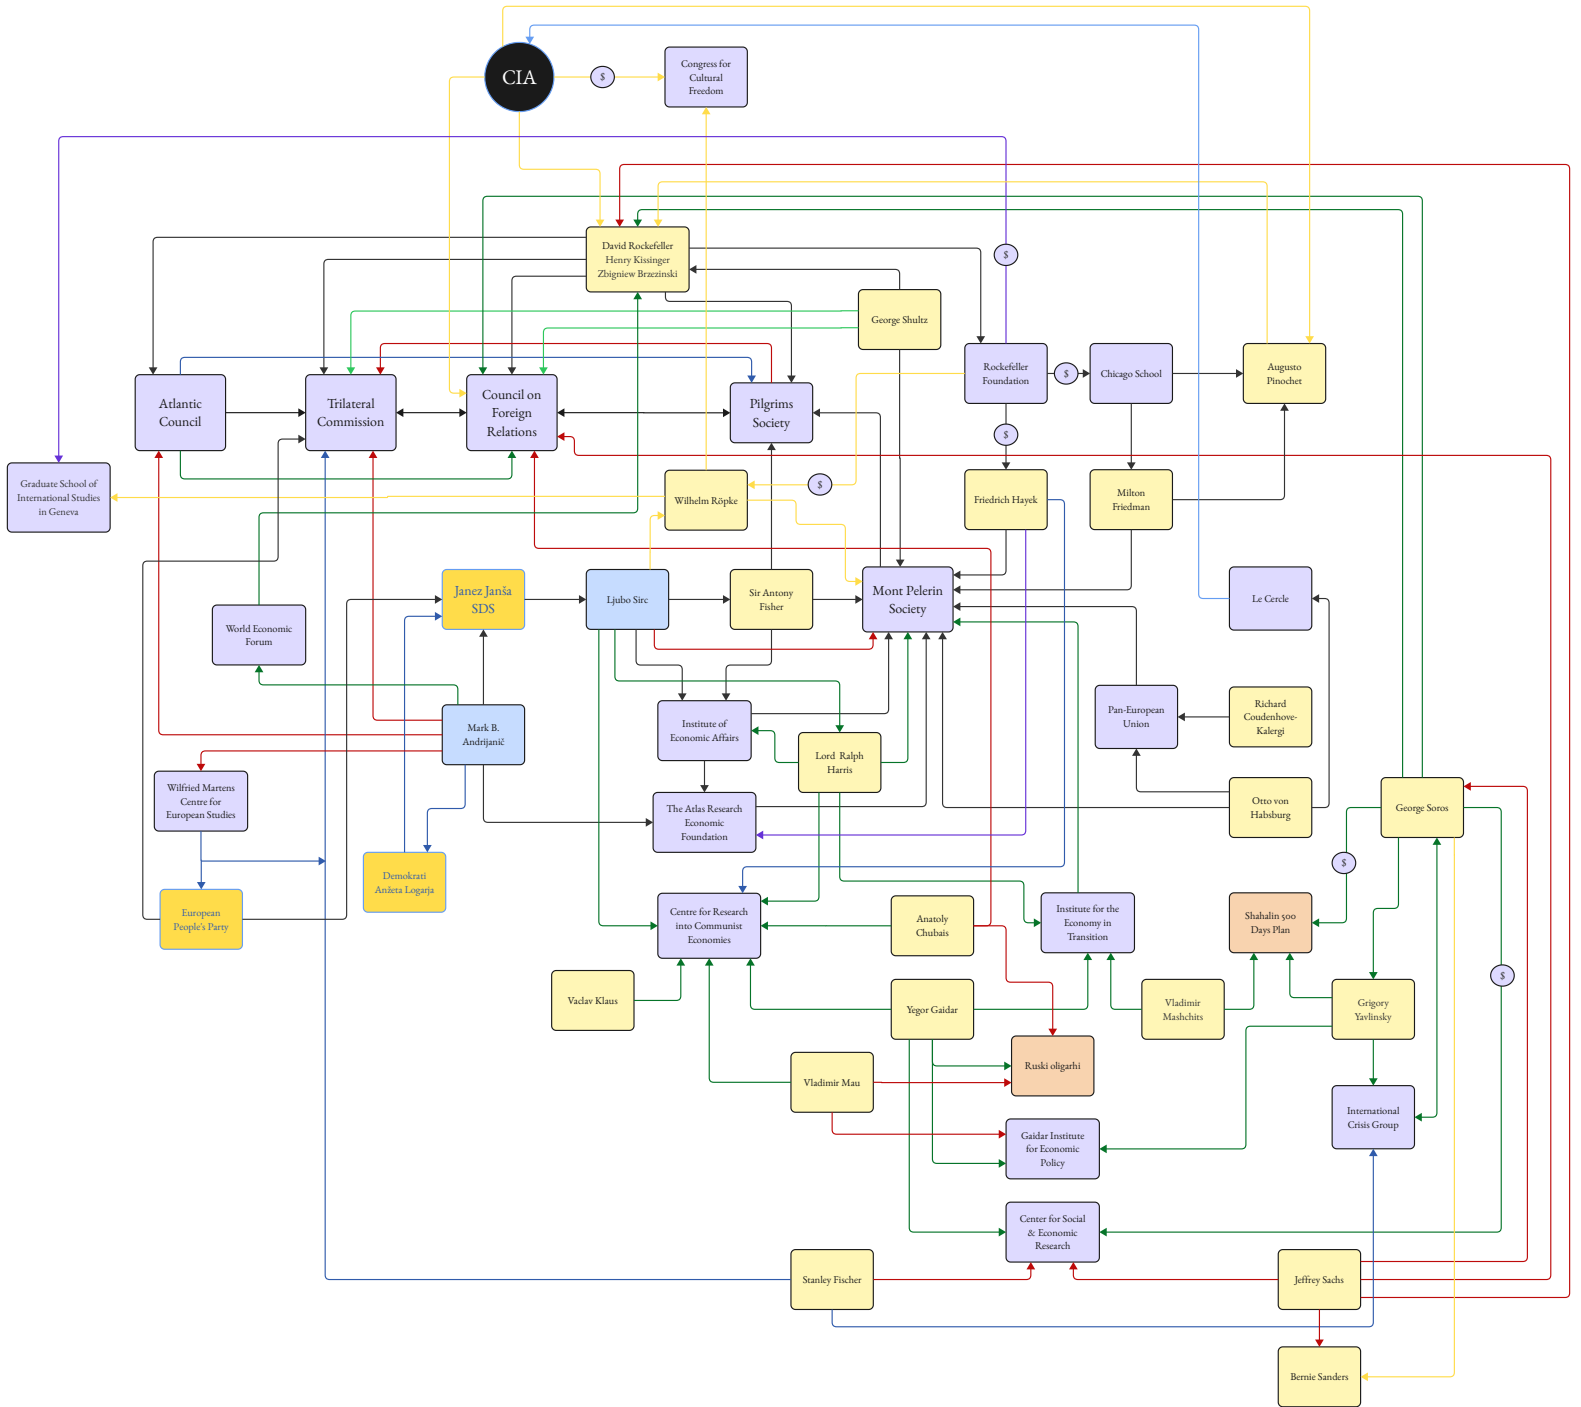 CIA
$
Congress for
Cultural
Freedom
David Rockefeller
Henry Kissinger
Zbigniew Brzezinski
$
George Shultz
Rockefeller
Foundation
$
Chicago School
Augusto
Pinochet
Atlantic
Council
Trilateral
Commission
Council on
Foreign
Relations
Pilgrims
Society
$
Graduate School of
International Studies
in Geneva
Wilhelm Röpke
$
Friedrich Hayek
Milton
Friedman
Janez Janša
SDS
Ljubo Sirc
Sir Antony
Fisher
Mont Pelerin
Society
Le Cercle
World Economic
Forum
Mark B.
Andrijanič
Institute of
Economic Affairs
Lord Ralph
Harris
Pan-European
Union
Richard
Coudenhove-
Kalergi
Wilfried Martens
Centre for
European Studies
The Atlas Research
Economic
Foundation
Otto von
Habsburg
George Soros
Demokrati
Anžeta Logarja
$
European
People's Party
Centre for Research
into Communist
Economies
Anatoly
Chubais
Institute for the
Economy in
Transition
Shahalin 500
Days Plan
$
Vaclav Klaus
Yegor Gaidar
Vladimir
Mashchits
Grigory
Yavlinsky
Vladimir Mau
Ruski oligarhi
International
Crisis Group
Gaidar Institute
for Economic
Policy
Center for Social
& Economic
Research
Stanley Fischer
Jeffrey Sachs
Bernie Sanders